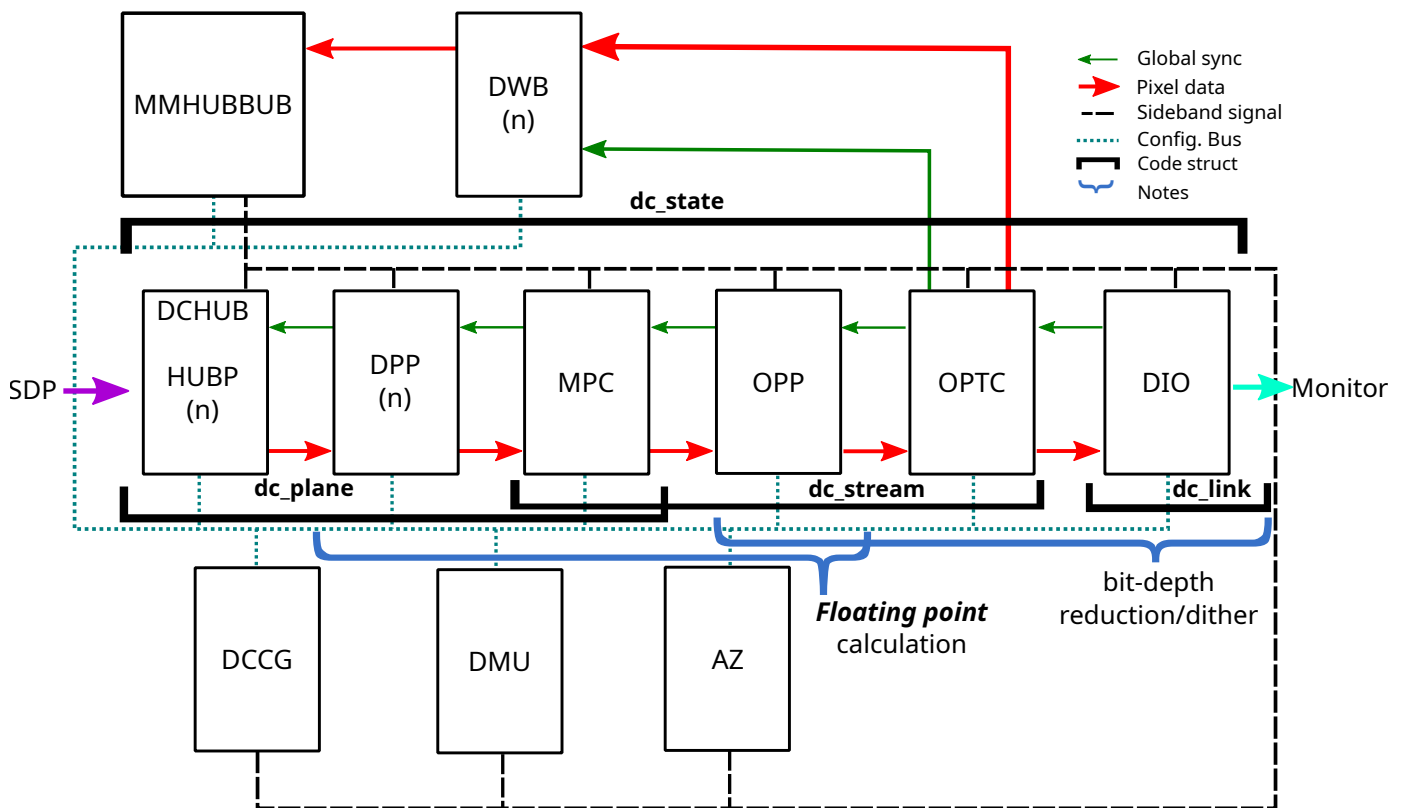 MMHUBBUB
DWB
(n)
Global sync
Pixel data
Sideband signal
Config. Bus
Code struct
Notes
dc_state
SDP
DCHUB
HUBP
(n)
DPP
(n)
MPC
OPP
OPTC
DIO
Monitor
dc_plane
dc_stream
dc_link
Floating point
calculation
bit-depth
reduction/dither
DCCG
DMU
AZ